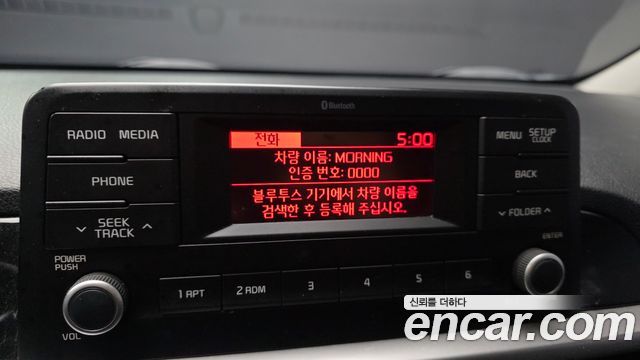 Bluetooth
RADIO MEDIA
PHONE
SEEK
TRACK
POWER
PUSH
VOL
전화 5:00
차량 이름: MORNING
인증 번호: 0000
블루투스 기기에서 차량 이름을
검색한 후 등록해 주십시오.
MENU SETUP
CLOCK
BACK
FOLDER
ENTER
1 RPT 2 RDM 3 4 5 6
신뢰를 더하다
encar.com